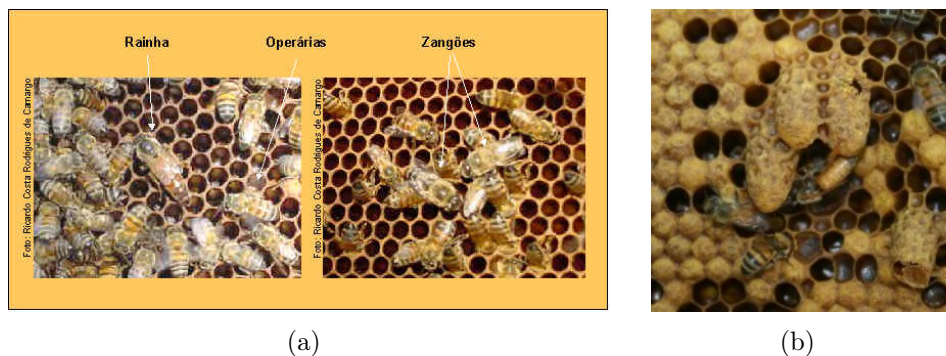 Rainha
Operárias
Zangões
Foto: Ricardo Costa Rodrigues de Camargo
Foto: Ricardo Costa Rodrigues de Camargo
(a)
(b)